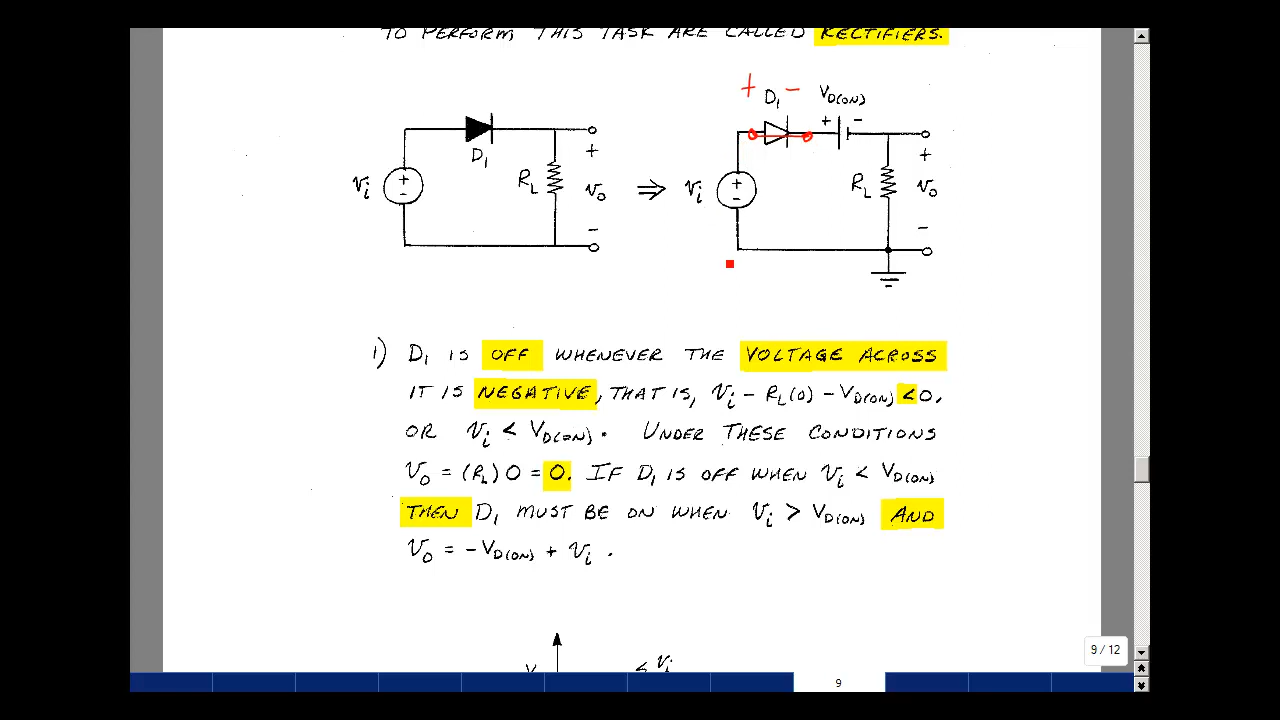 TO PERFORM THIS TASK ARE CALLED RECTIFIERS.
+ D1 - VD(ON)
+ -
D1
Vi + - RL + Vo -
⇒
Vi + - RL + Vo -
1) D1 IS OFF WHENEVER THE VOLTAGE ACROSS
IT IS NEGATIVE, THAT IS, Vi - RL(0) - VD(ON) < 0,
OR Vi < VD(ON). UNDER THESE CONDITIONS
Vo = (RL) 0 = 0. IF D1 IS OFF WHEN Vi < VD(ON)
THEN D1 MUST BE ON WHEN Vi > VD(ON) AND
Vo = -VD(ON) + Vi .
Vi
9 / 12
9